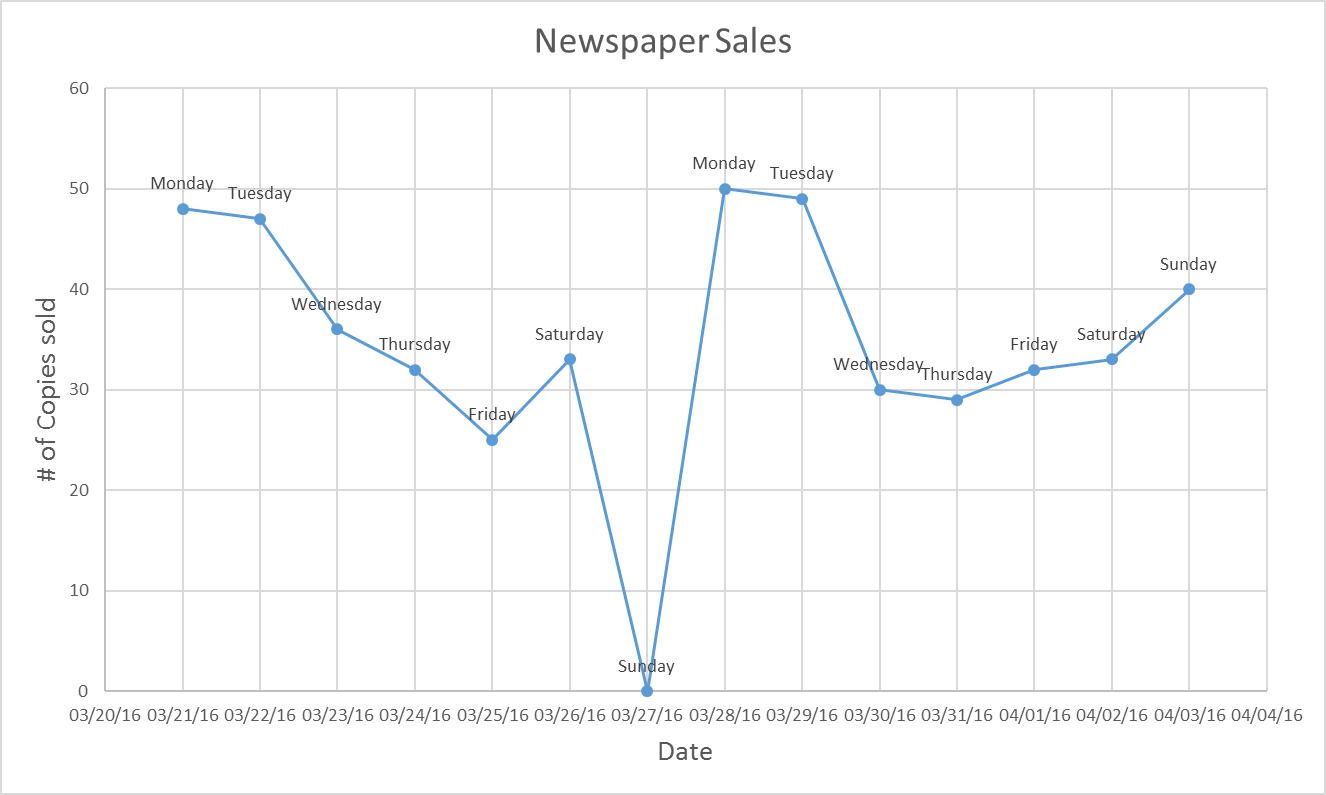 Newspaper Sales
60
50
40
30
20
10
0
# of Copies sold
Monday
Tuesday
Wednesday
Thursday
Friday
Saturday
Sunday
Monday
Tuesday
Wednesday
Thursday
Friday
Saturday
Sunday
03/20/16 03/21/16 03/22/16 03/23/16 03/24/16 03/25/16 03/26/16 03/27/16 03/28/16 03/29/16 03/30/16 03/31/16 04/01/16 04/02/16 04/03/16 04/04/16
Date